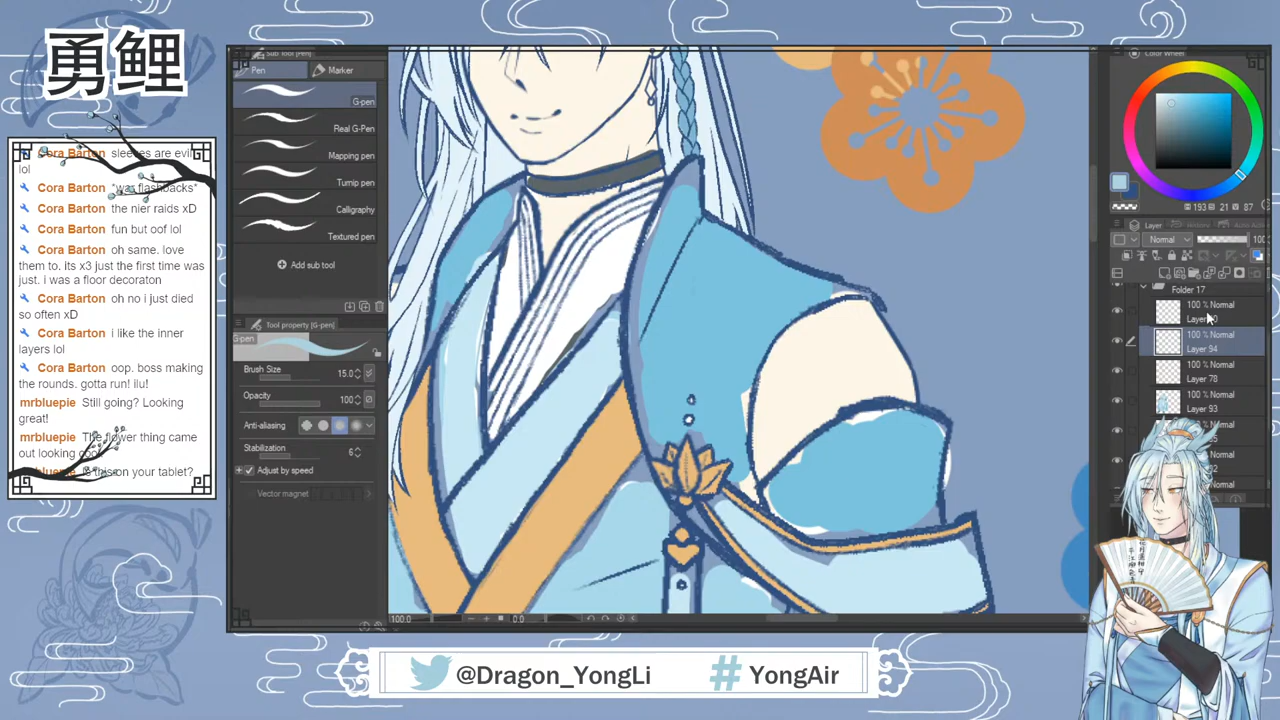 勇鲤
Cora Barton sleeves are evil
lol
Cora Barton *war flashbacks*
Cora Barton the nier raids xD
Cora Barton fun but oof lol
Cora Barton oh same. love
them to. its x3 just the first time was
just. i was a floor decoraton
Cora Barton oh no i just died
so often xD
Cora Barton i like the inner
layers lol
Cora Barton oop. boss making
the rounds. gotta run! ilu!
mrbluepie Still going? Looking
great!
mrbluepie The flower thing came
out looking cool
on your tablet?
Sub Tool [Pen]
Pen
Marker
G-pen
Real G-Pen
Mapping pen
Turnip pen
Calligraphy
Textured pen
Add sub tool
Tool property [G-pen]
G-pen
Brush Size
15.0
Opacity
100
Anti-aliasing
Stabilization
6
Adjust by speed
Vector magnet
100.0
0.0
Color Wheel
193
21
87
Layer
Normal
100
Folder 17
100 % Normal
100 % Normal
Layer 94
100 % Normal
Layer 78
100 % Normal
Layer 93
@Dragon_YongLi
# YongAir